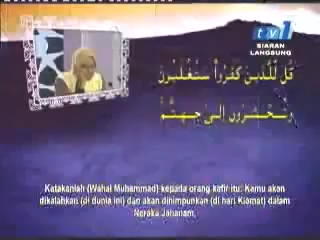 tv1
SIARAN
LANGSUNG
قُل لِّلَّذِينَ كَفَرُوا۟ سَتُغْلَبُونَ
وَتُحْشَرُونَ إِلَىٰ جَهَنَّمَ
Katakanlah (Wahai Muhammad) kepada orang kafir itu: Kamu akan
dikalahkan (di dunia ini) dan akan dihimpunkan (di hari Kiamat) dalam
Neraka Jahanam,